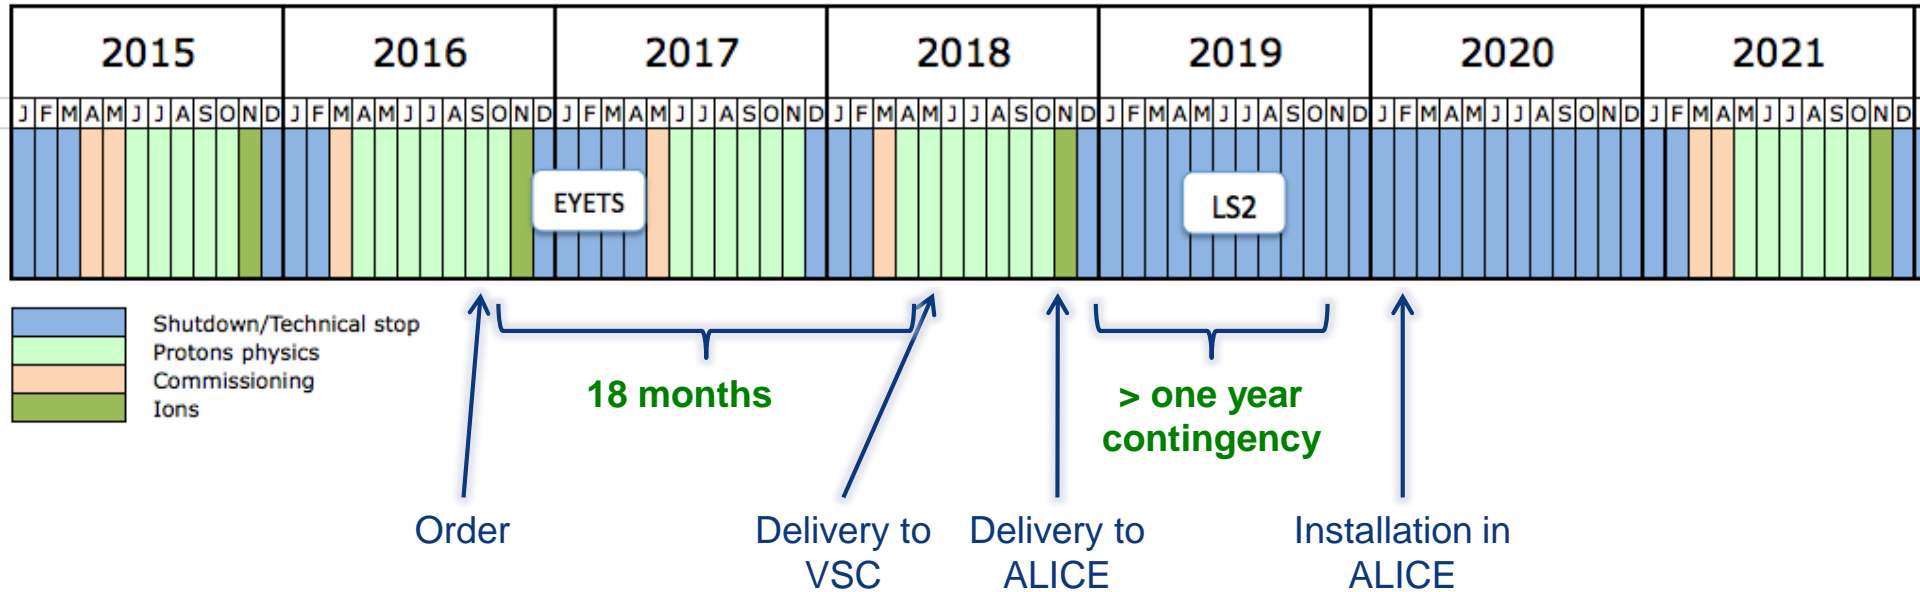 2015 2016 2017 2018 2019 2020 2021
J F M A M J J A S O N D J F M A M J J A S O N D J F M A M J J A S O N D J F M A M J J A S O N D J F M A M J J A S O N D J F M A M J J A S O N D J F M A M J J A S O N D
EYETS
LS2
Shutdown/Technical stop
Protons physics
Commissioning
Ions
18 months
> one year
contingency
Order
Delivery to
VSC
Delivery to
ALICE
Installation in
ALICE